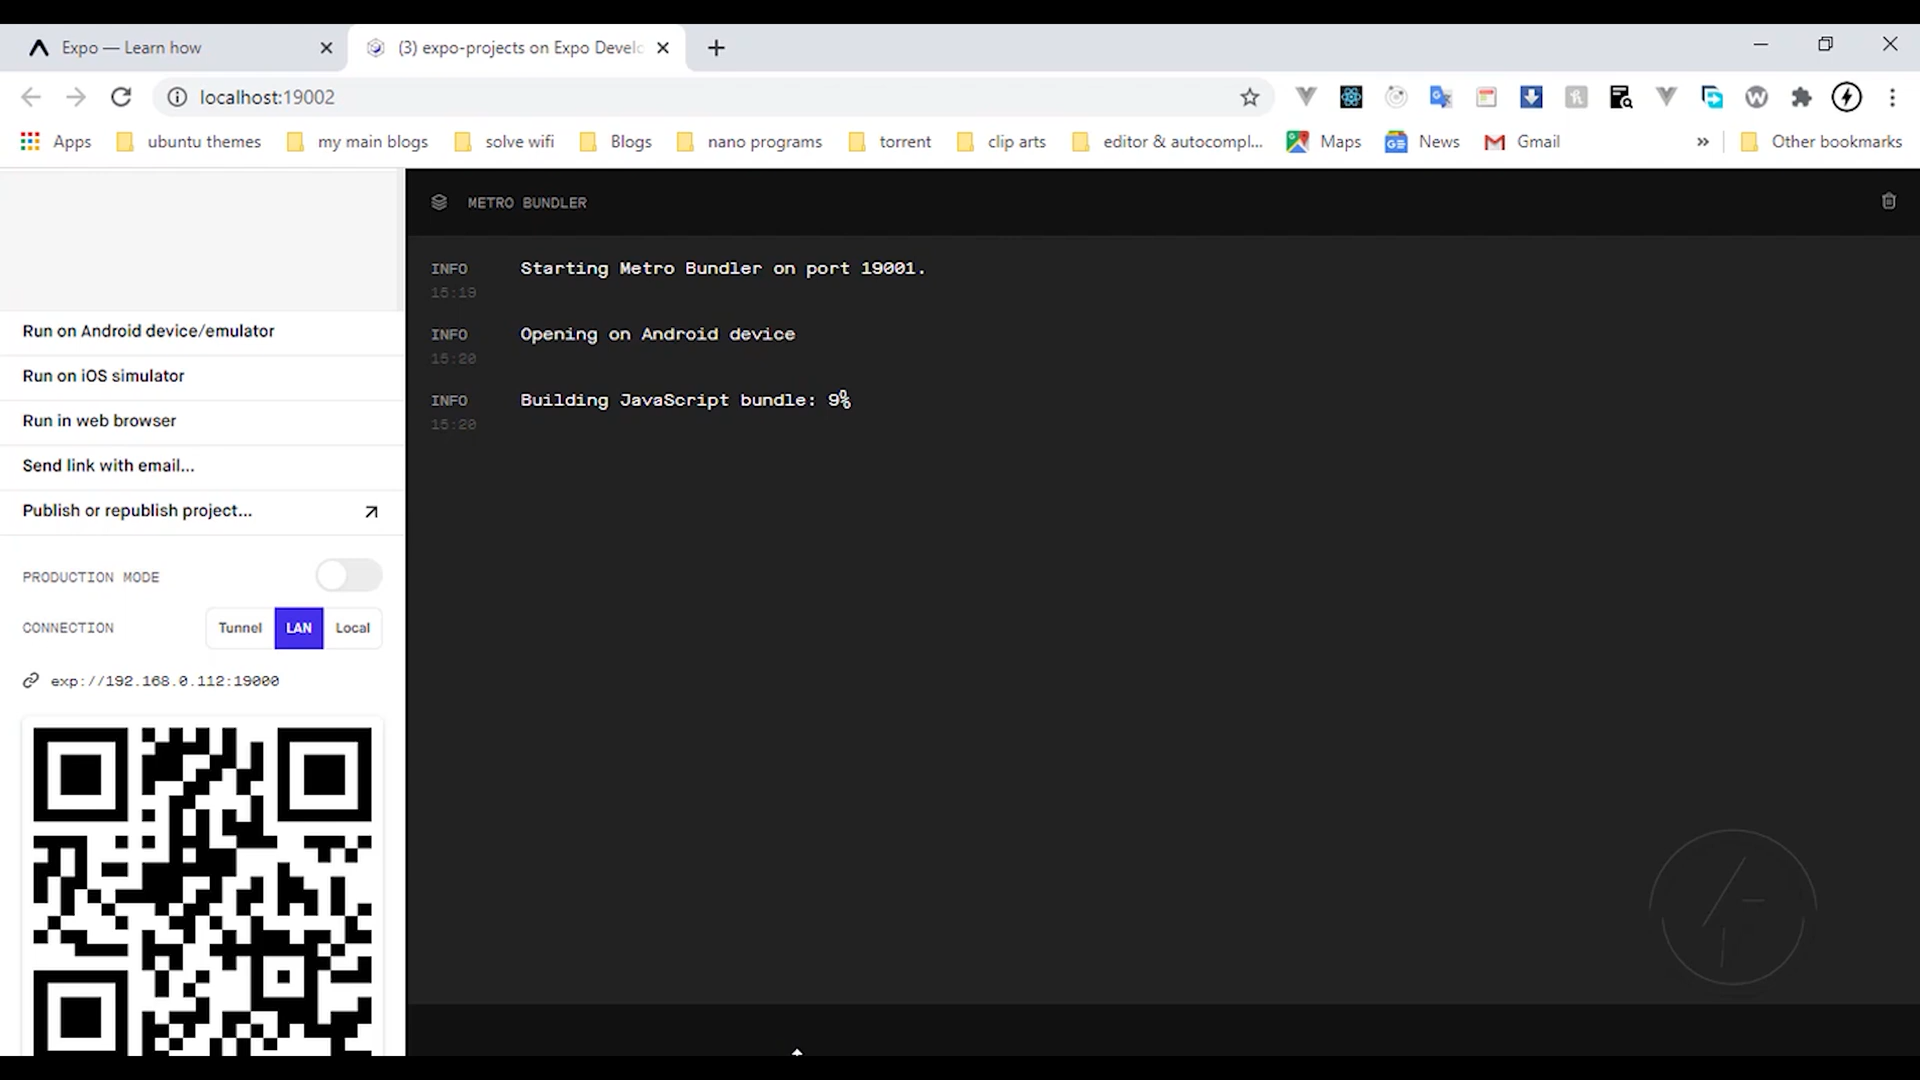 Expo — Learn how
(3) expo-projects on Expo Develo
localhost:19002
Apps
ubuntu themes
my main blogs
solve wifi
Blogs
nano programs
torrent
clip arts
editor & autocompl...
Maps
News
Gmail
»
Other bookmarks
METRO BUNDLER
INFO
15:19
Starting Metro Bundler on port 19001.
INFO
15:20
Opening on Android device
INFO
15:20
Building JavaScript bundle: 9%
Run on Android device/emulator
Run on iOS simulator
Run in web browser
Send link with email...
Publish or republish project...
PRODUCTION MODE
CONNECTION
Tunnel
LAN
Local
exp://192.168.0.112:19000